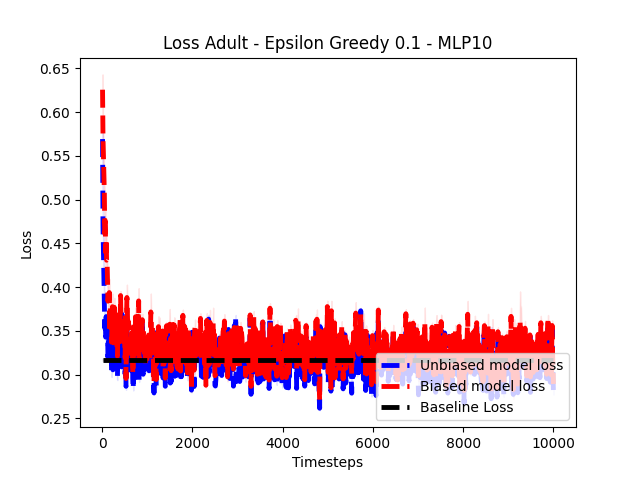 Loss Adult - Epsilon Greedy 0.1 - MLP10
0.65
0.60
0.55
0.50
0.45
0.40
0.35
0.30
0.25
Loss
Unbiased model loss
Biased model loss
Baseline Loss
0 2000 4000 6000 8000 10000
Timesteps